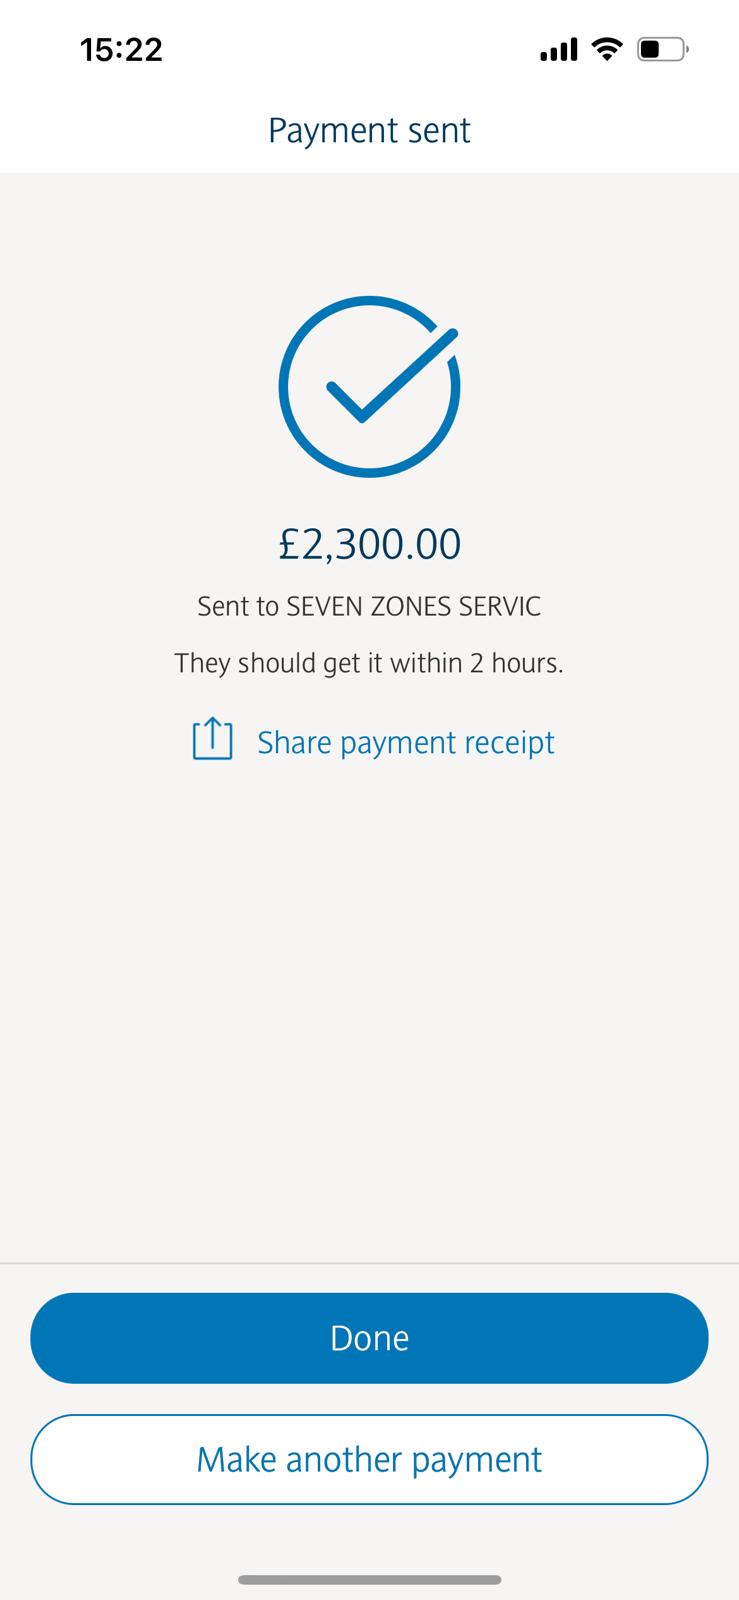 15:22
Payment sent
£2,300.00
Sent to SEVEN ZONES SERVIC
They should get it within 2 hours.
Share payment receipt
Done
Make another payment